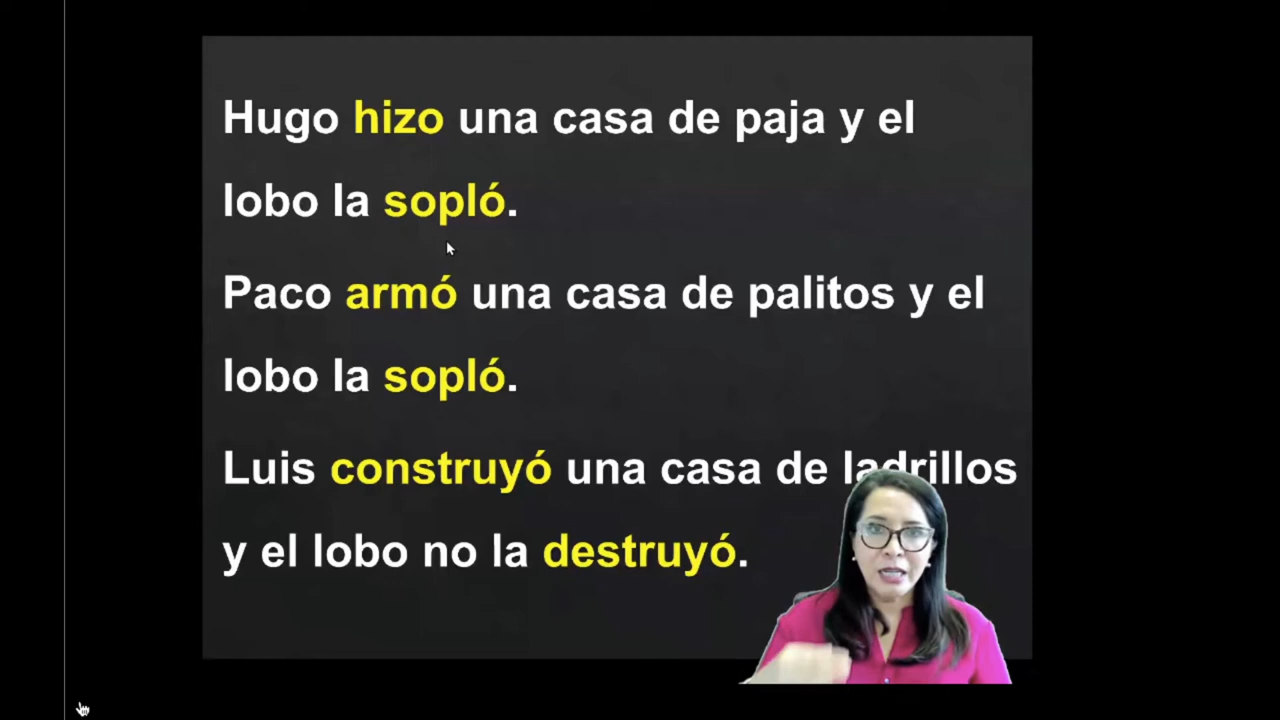 Hugo hizo una casa de paja y el
lobo la sopló.
Paco armó una casa de palitos y el
lobo la sopló.
Luis construyó una casa de ladrillos
y el lobo no la destruyó.